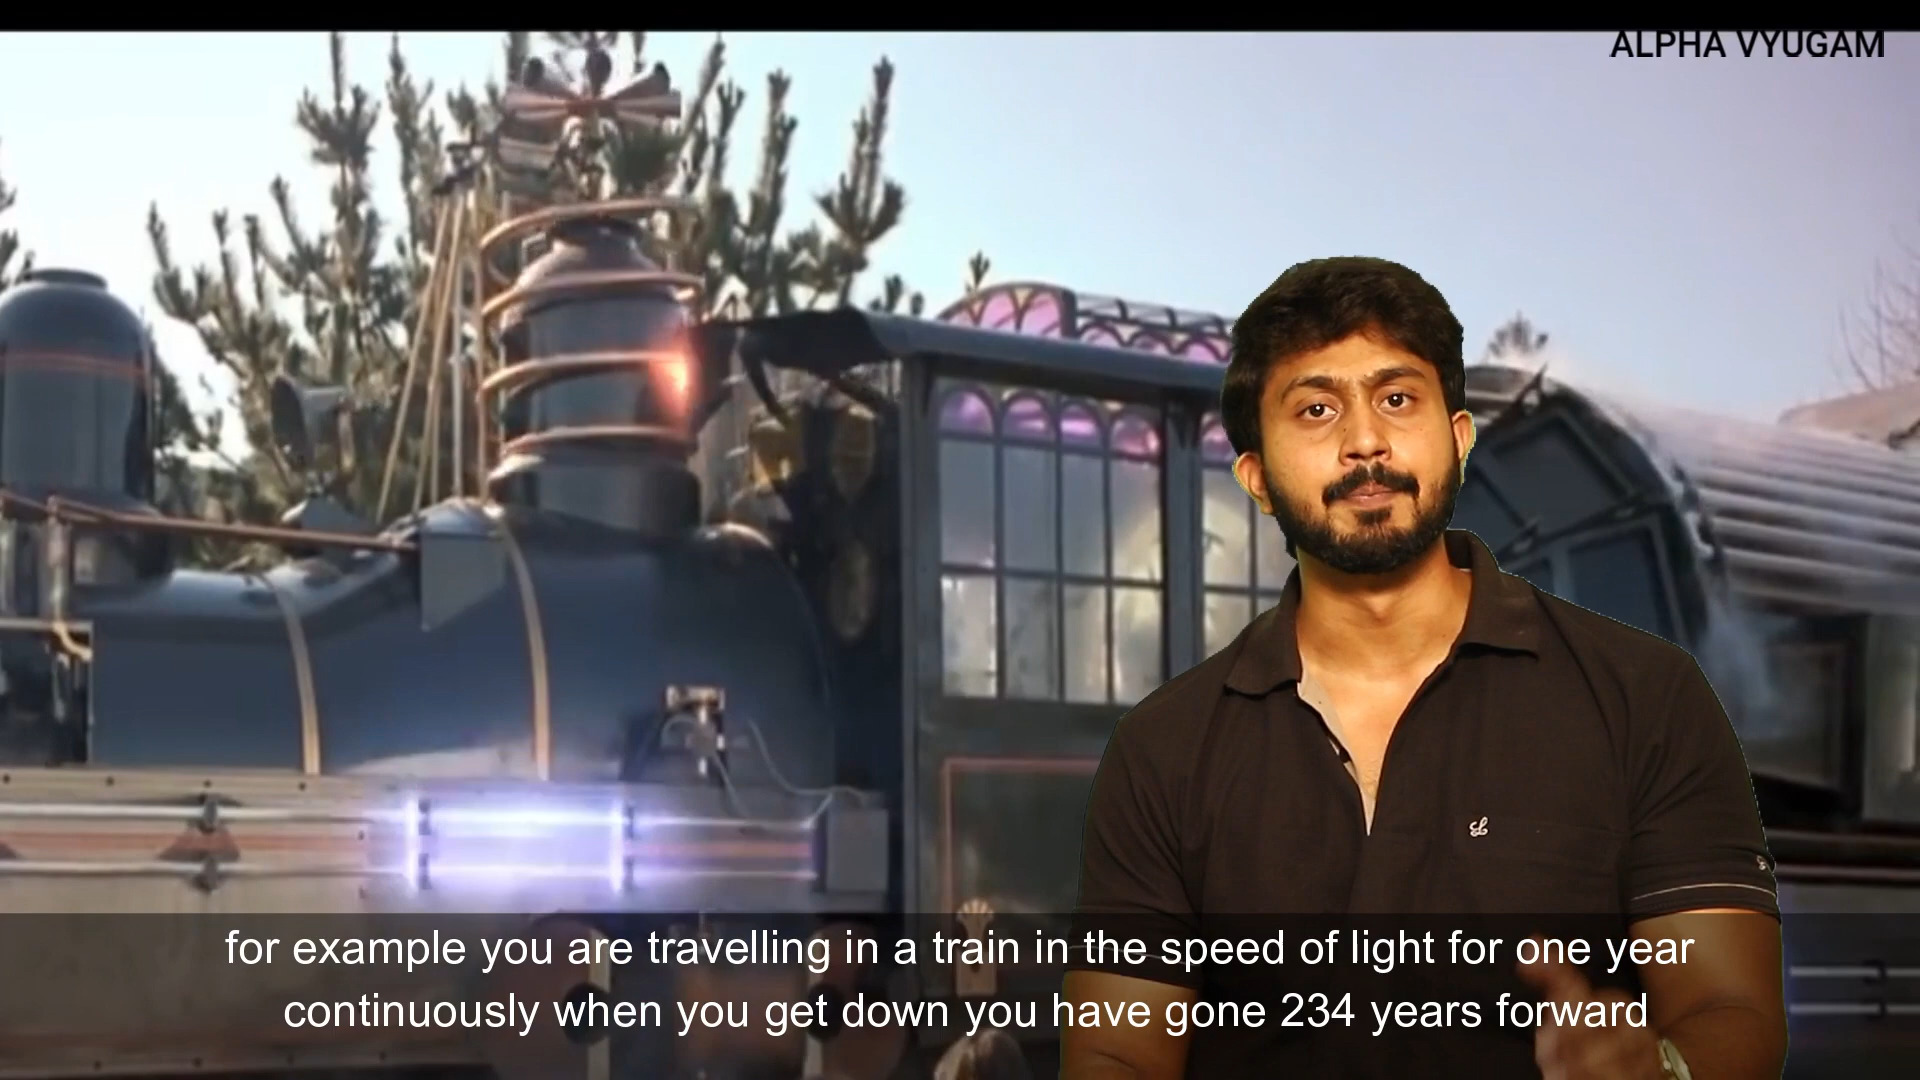 ALPHA VYUGAM
for example you are travelling in a train in the speed of light for one year
continuously when you get down you have gone 234 years forward